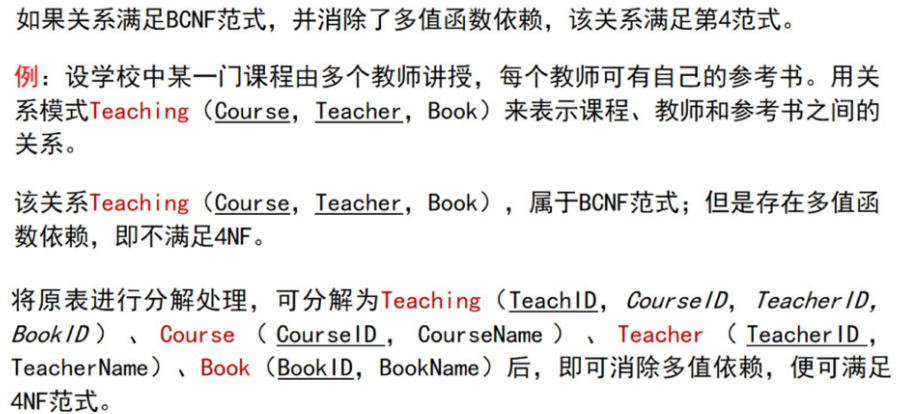 如果关系满足BCNF范式，并消除了多值函数依赖，该关系满足第4范式。
例：设学校中某一门课程由多个教师讲授，每个教师可有自己的参考书。用关
系模式Teaching（Course，Teacher，Book）来表示课程、教师和参考书之间的
关系。
该关系Teaching（Course，Teacher，Book），属于BCNF范式；但是存在多值函
数依赖，即不满足4NF。
将原表进行分解处理，可分解为Teaching（TeachID，CourseID，TeacherID，
BookID）、Course（CourseID，CourseName）、Teacher（TeacherID，
TeacherName）、Book（BookID，BookName）后，即可消除多值依赖，便可满足
4NF范式。